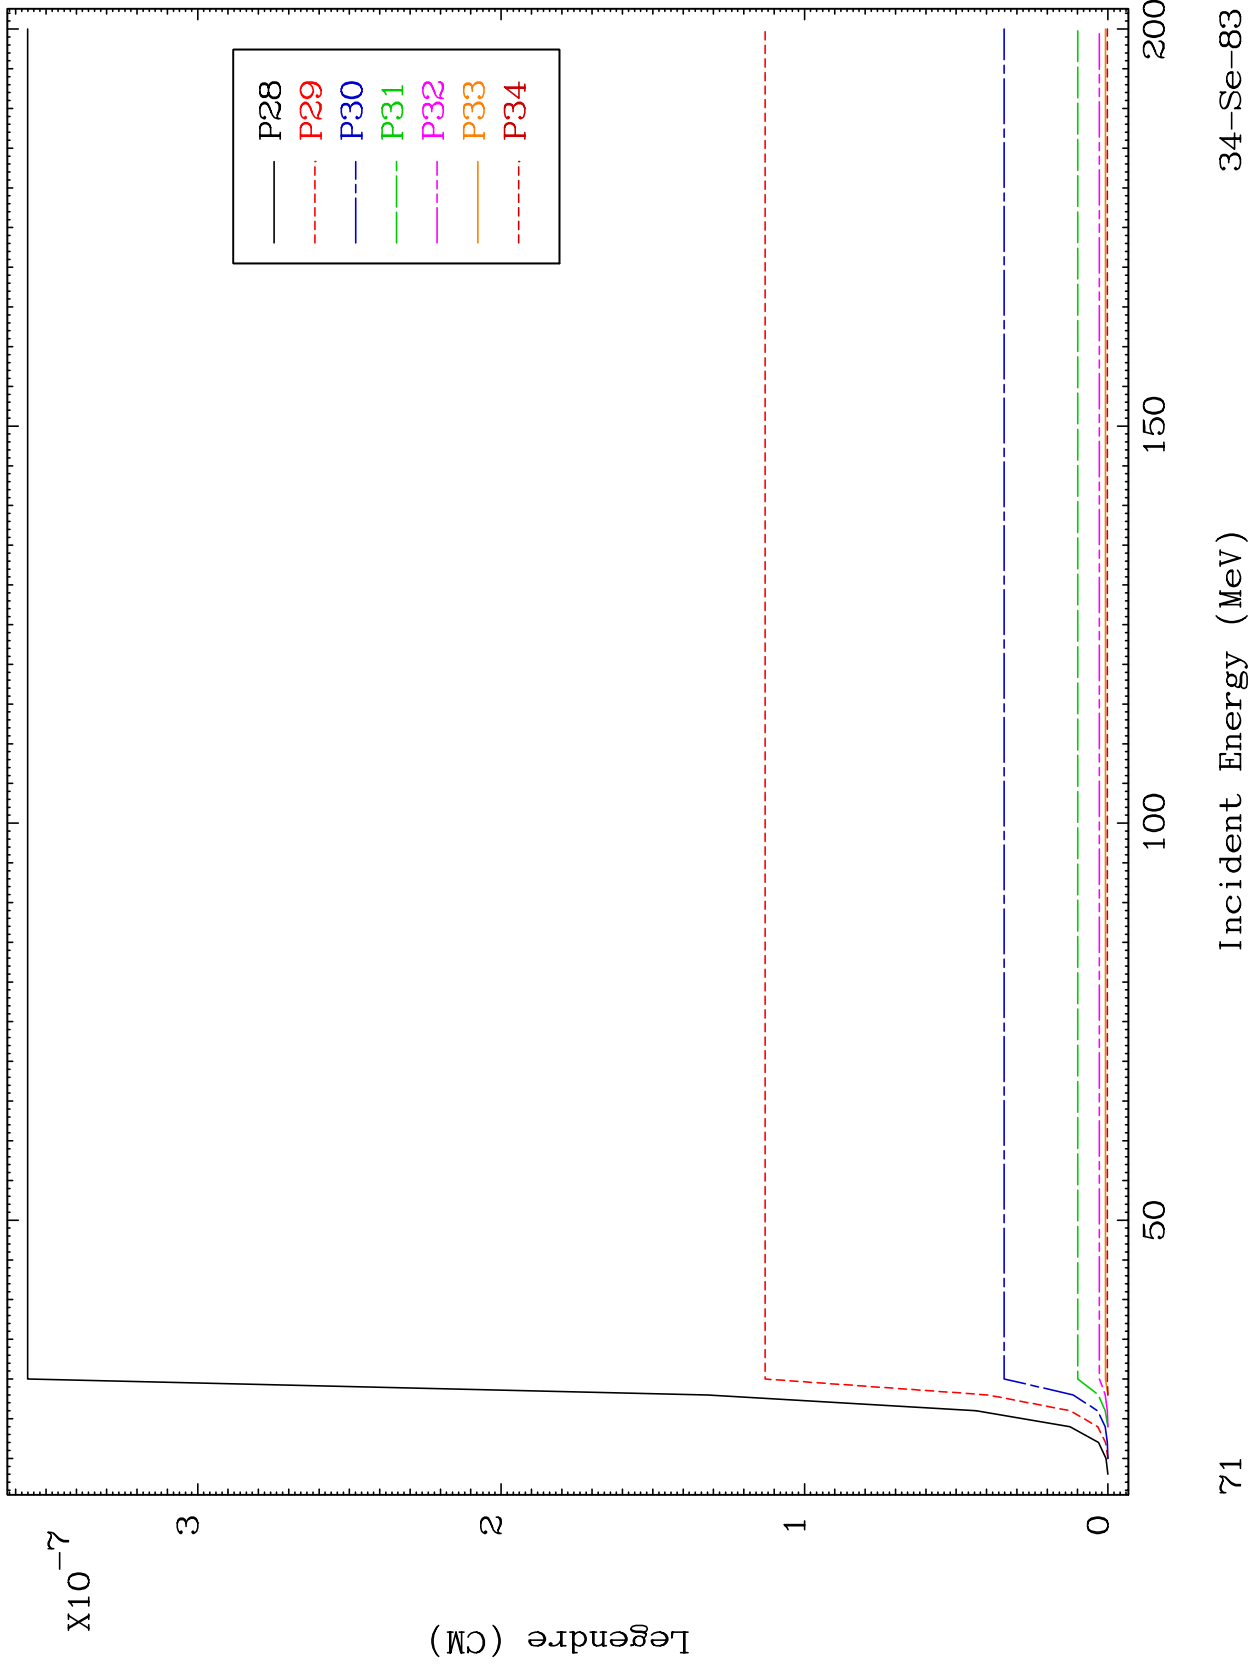 X10-7
Legendre (CM)
3
2
1
0
P28
P29
P30
P31
P32
P33
P34
50
100
150
200
Incident Energy (MeV)
71
34-Se-83